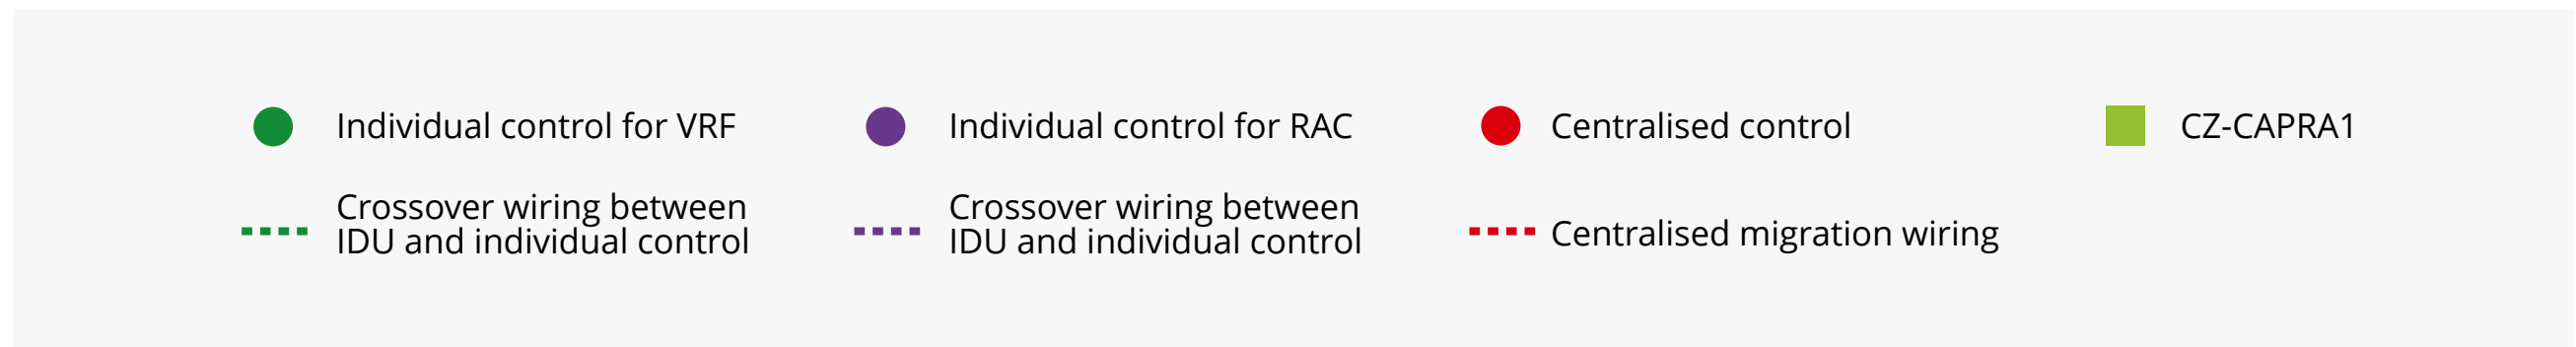 Individual control for VRF
Individual control for RAC
Centralised control
CZ-CAPRA1
Crossover wiring between
IDU and individual control
Crossover wiring between
IDU and individual control
Centralised migration wiring